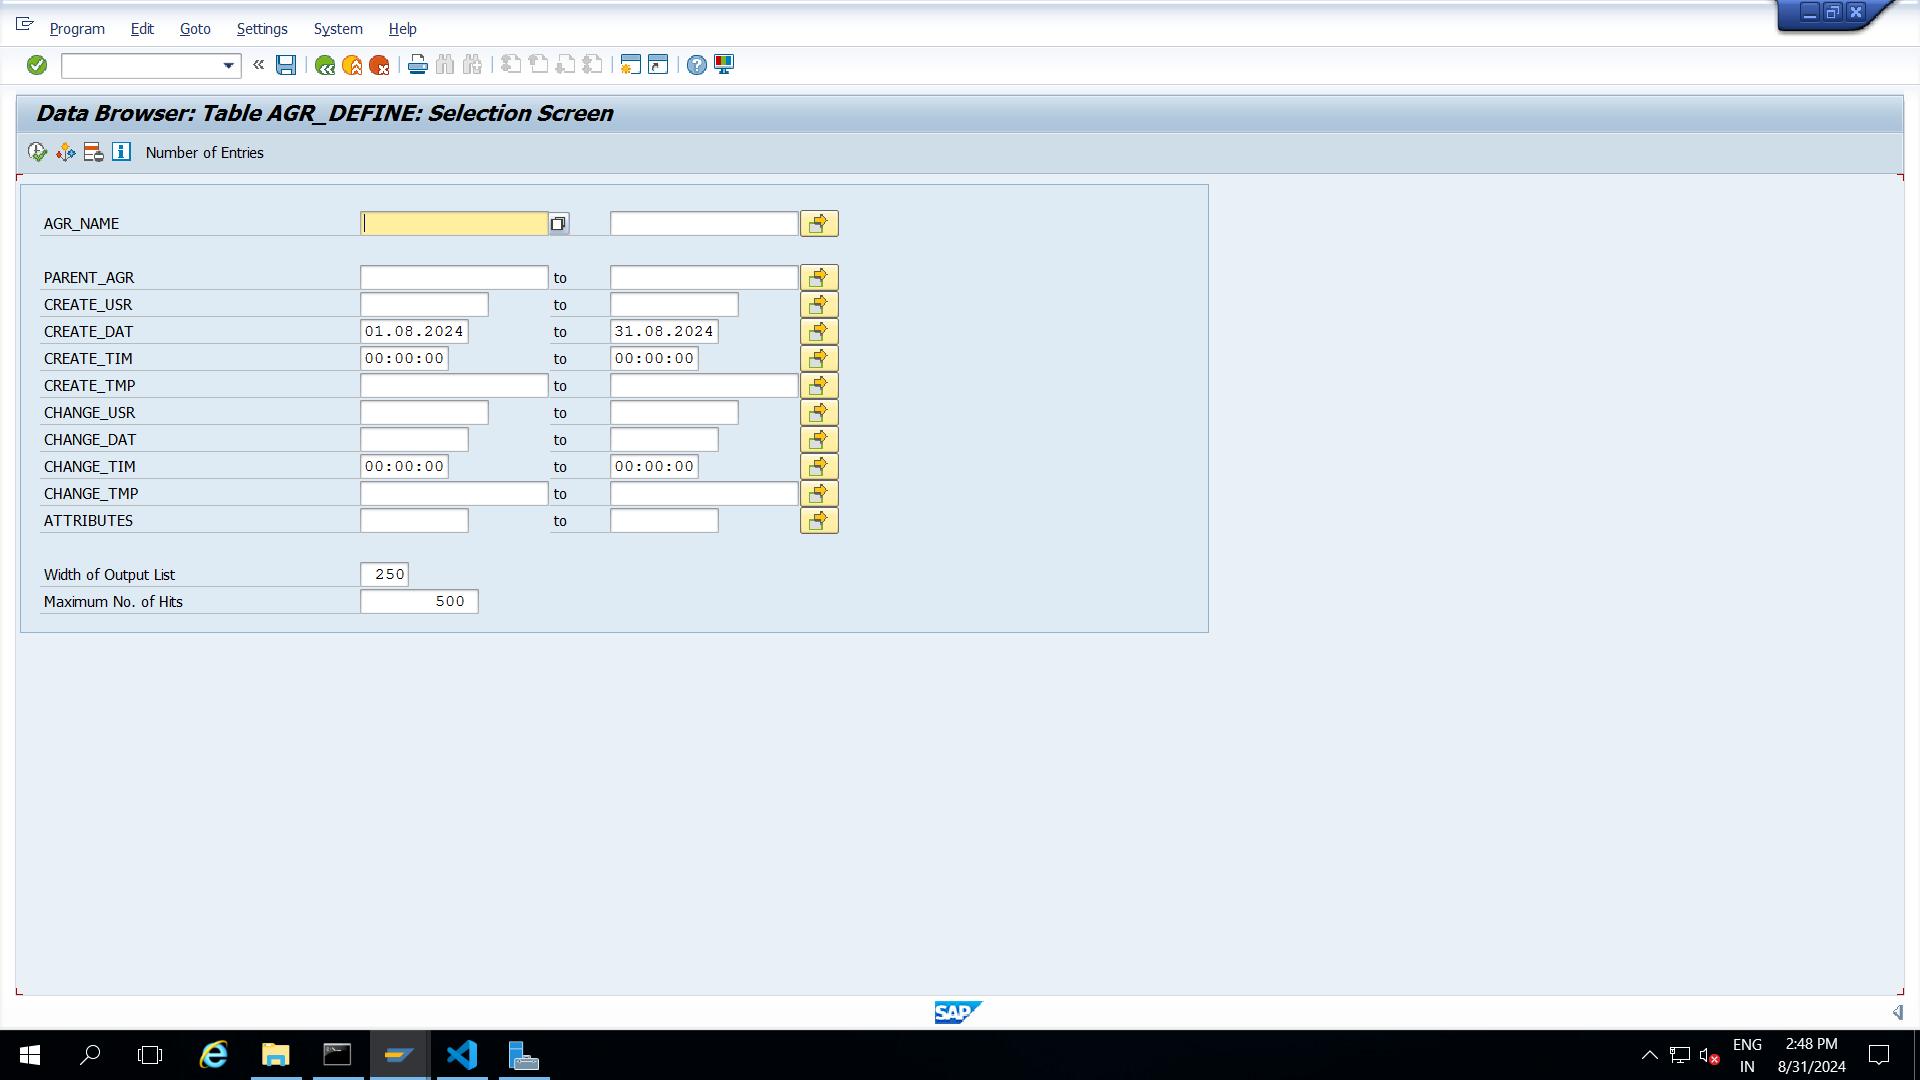 Program Edit Goto Settings System Help
Data Browser: Table AGR_DEFINE: Selection Screen
Number of Entries
AGR_NAME
PARENT_AGR to
CREATE_USR to
CREATE_DAT 01.08.2024 to 31.08.2024
CREATE_TIM 00:00:00 to 00:00:00
CREATE_TMP to
CHANGE_USR to
CHANGE_DAT to
CHANGE_TIM 00:00:00 to 00:00:00
CHANGE_TMP to
ATTRIBUTES to
Width of Output List 250
Maximum No. of Hits 500
SAP
ENG 2:48 PM
IN 8/31/2024